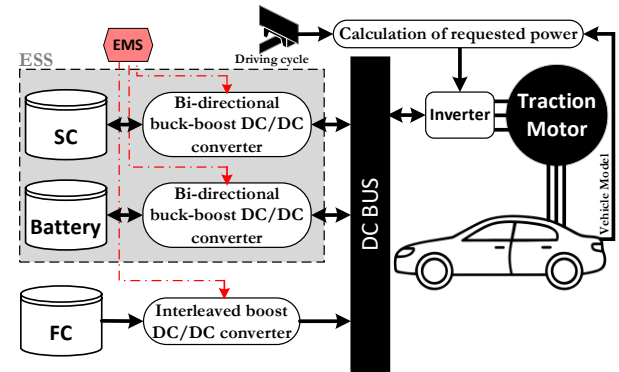 EMS
Driving cycle
Calculation of requested power
ESS
SC
Bi-directional
buck-boost DC/DC
converter
Inverter
Traction
Motor
Battery
Bi-directional
buck-boost DC/DC
converter
DC BUS
Vehicle Model
FC
Interleaved boost
DC/DC converter